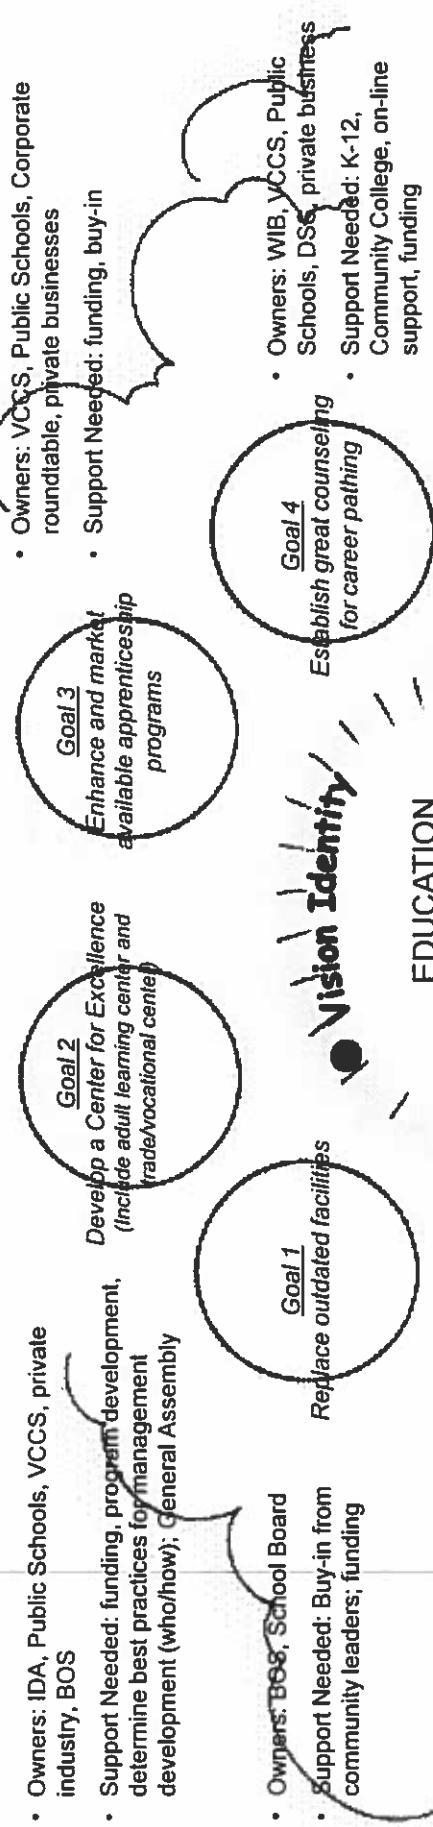 • Owners: IDA, Public Schools, VCCS, private
industry, BOS
• Support Needed: funding, program development,
determine best practices for management
development (who/how); General Assembly
• Owners: BOS, School Board
• Support Needed: Buy-in from
community leaders; funding
Goal 1
Replace outdated facilities
Goal 2
Develop a Center for Excellence
(Include adult learning center and
trade/vocational center)
Goal 3
Enhance and market
available apprenticeship
programs
Goal 4
Establish great counseling
for career pathing
• Owners: VCCS, Public Schools, Corporate
roundtable, private businesses
• Support Needed: funding, buy-in
• Owners: WIB, VCCS, Public
Schools, DSS, private business
• Support Needed: K-12,
Community College, on-line
support, funding
Vision Identity
EDUCATION